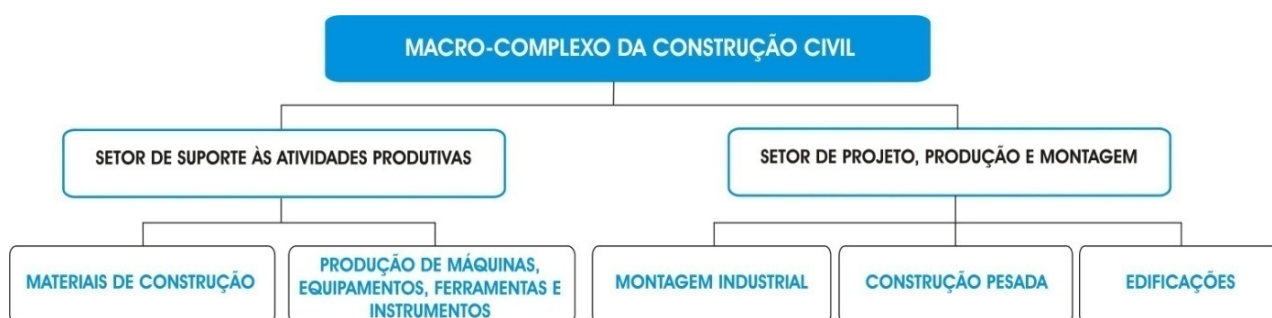 MACRO-COMPLEXO DA CONSTRUÇÃO CIVIL
SETOR DE SUPORTE ÀS ATIVIDADES PRODUTIVAS
SETOR DE PROJETO, PRODUÇÃO E MONTAGEM
MATERIAIS DE CONSTRUÇÃO
PRODUÇÃO DE MÁQUINAS,
EQUIPAMENTOS, FERRAMENTAS E
INSTRUMENTOS
MONTAGEM INDUSTRIAL
CONSTRUÇÃO PESADA
EDIFICAÇÕES